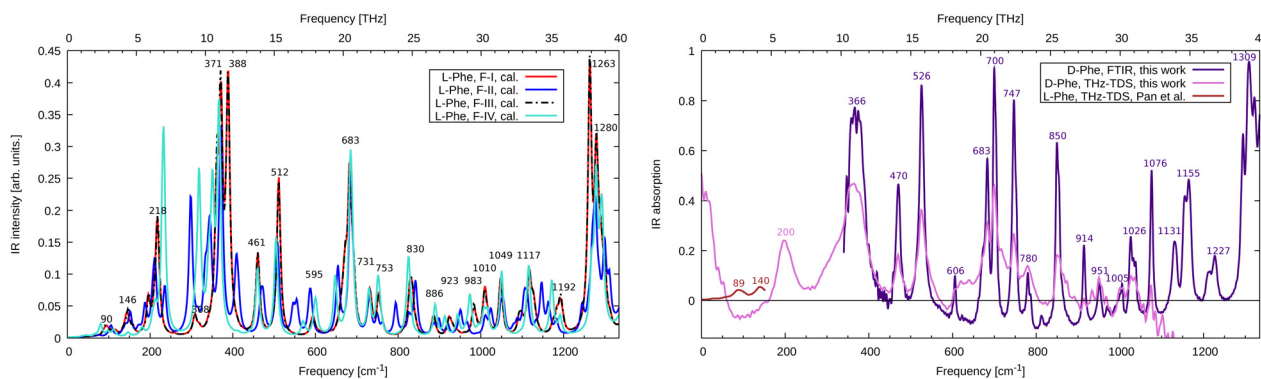 Frequency [THz]
0 5 10 15 20 25 30 35 40
0.45
0.4
0.35
0.3
0.25
0.2
0.15
0.1
0.05
0
IR intensity [arb. units.]
L-Phe, F-I, cal.
L-Phe, F-II, cal.
L-Phe, F-III, cal.
L-Phe, F-IV, cal.
371 388 1263
1280
683
512
218
461
830
1117
1049
731 753
595
1010
923 983
1192
886
146
90
308
0 200 400 600 800 1000 1200
Frequency [cm⁻¹]
Frequency [THz]
0 5 10 15 20 25 30 35 4
1
0.8
0.6
0.4
0.2
0
IR absorption
D-Phe, FTIR, this work
D-Phe, THz-TDS, this work
L-Phe, THz-TDS, Pan et al.
1309
700
526
747
366
850
683
1076
470
1155
200
914
1026
1131
780
1227
606
951
1005
89 140
0 200 400 600 800 1000 1200
Frequency [cm⁻¹]